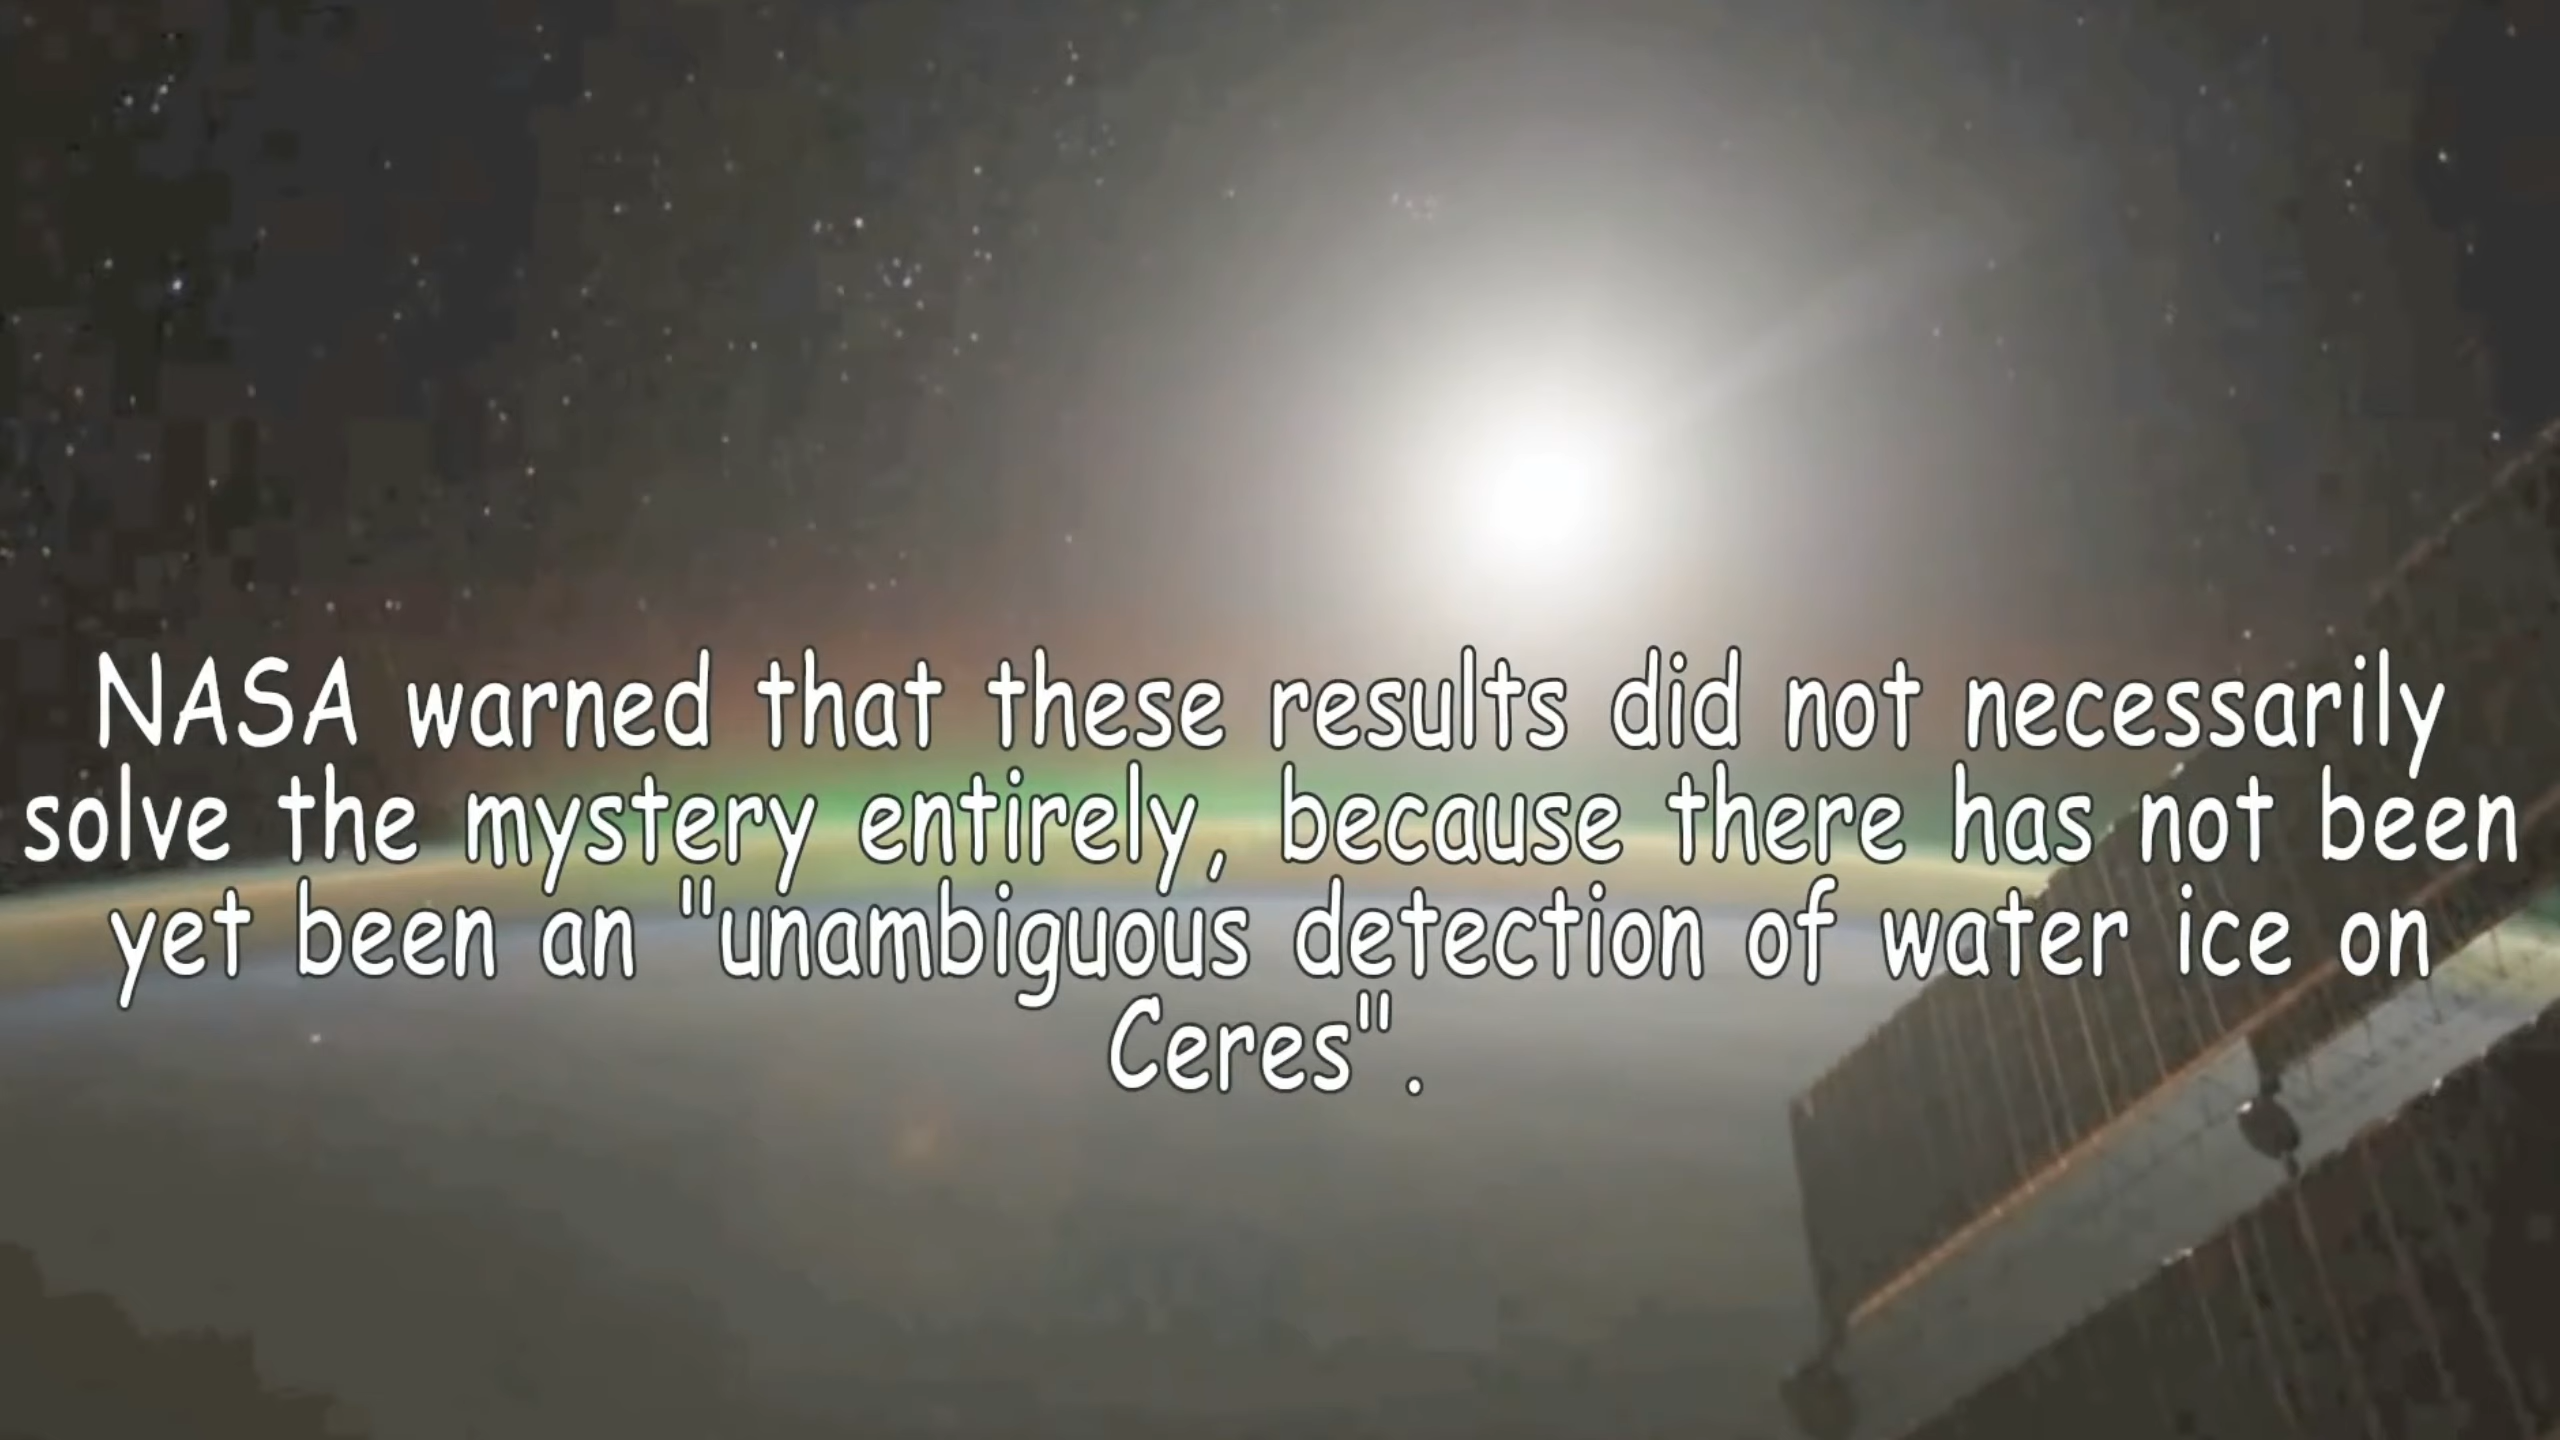 NASA warned that these results did not necessarily
solve the mystery entirely, because there has not been
yet been an "unambiguous detection of water ice on
Ceres".